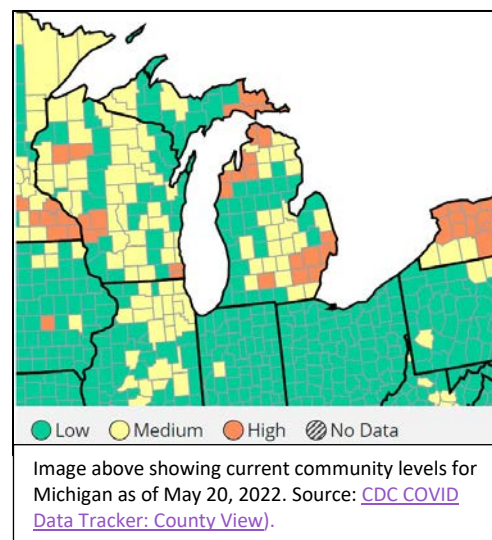 Low Medium High No Data
Image above showing current community levels for
Michigan as of May 20, 2022. Source: CDC COVID
Data Tracker: County View).